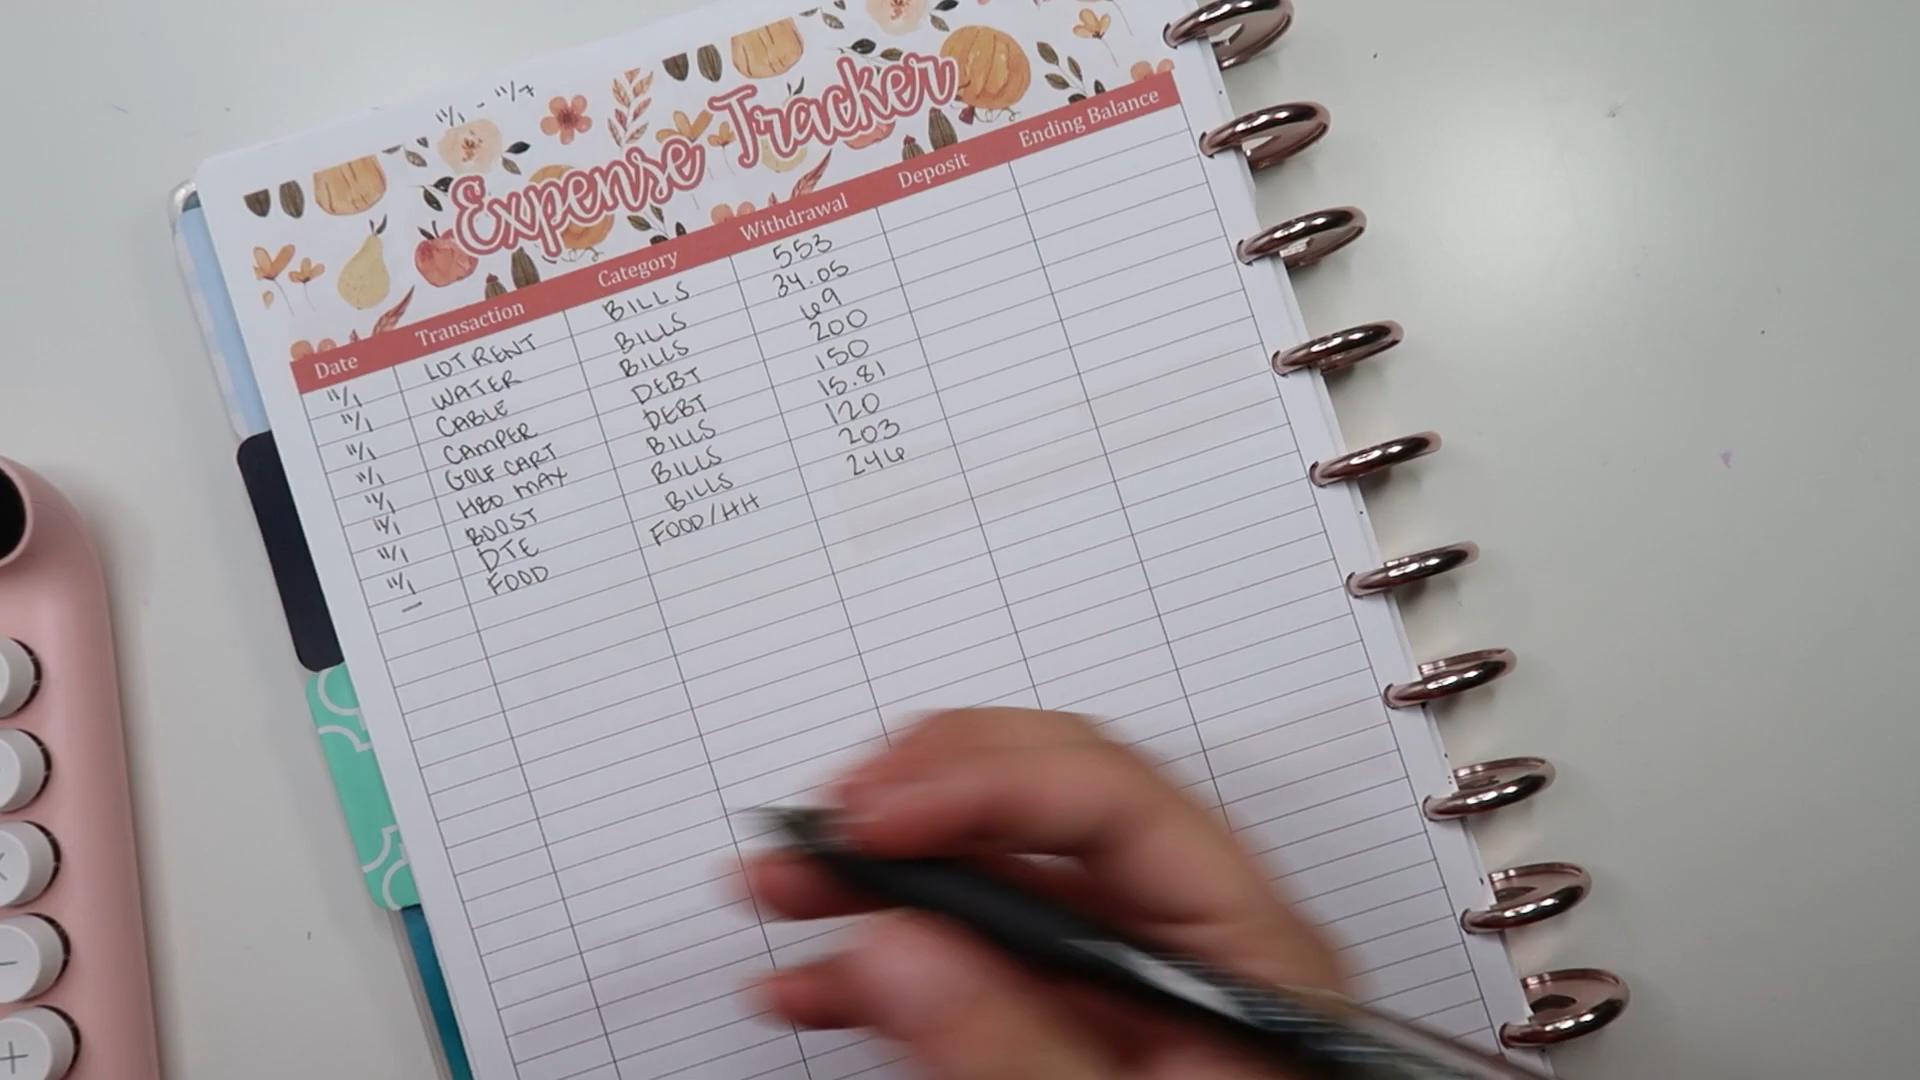 11/1 - 11/7
Expense Tracker
Date Transaction Category Withdrawal Deposit Ending Balance
11/1 LOT RENT BILLS 553
11/1 WATER BILLS 34.05
11/1 CABLE BILLS 69
11/1 CAMPER DEBT 200
11/1 GOLF CART DEBT 150
11/1 HBO MAX BILLS 15.81
11/1 BOOST BILLS 120
11/1 DTE BILLS 203
— FOOD FOOD/HH 246